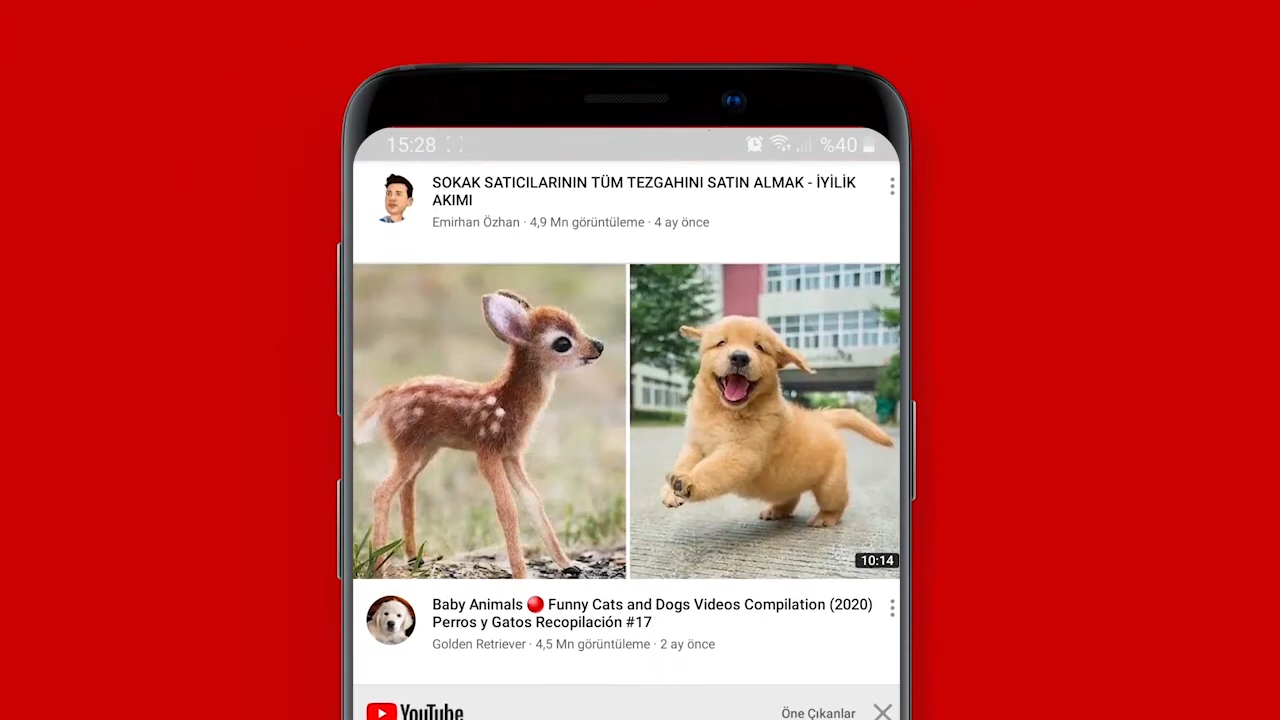 15:28
%40
SOKAK SATICILARININ TÜM TEZGAHINI SATIN ALMAK - İYİLİK
AKIMI
Emirhan Özhan · 4,9 Mn görüntüleme · 4 ay önce
10:14
Baby Animals 🔴 Funny Cats and Dogs Videos Compilation (2020)
Perros y Gatos Recopilación #17
Golden Retriever · 4,5 Mn görüntüleme · 2 ay önce
YouTube
Öne Çıkanlar